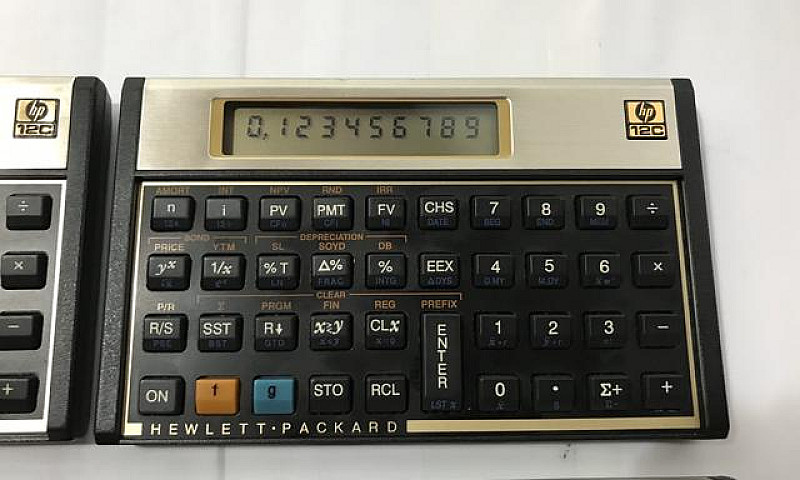 hp
12C
hp
12C
0,123456789
AMORT INT NPV RND IRR
÷ n i PV PMT FV CHS 7 8 9 ÷
BOND DEPRECIATION
PRICE YTM SL SOYD DB
× yˣ 1/x %T Δ% % EEX 4 5 6 ×
CLEAR
P/R Σ PRGM FIN REG PREFIX
− R/S SST R↓ x≷y CLx ENTER 1 2 3 −
+ ON f g STO RCL 0 · Σ+ +
HEWLETT·PACKARD